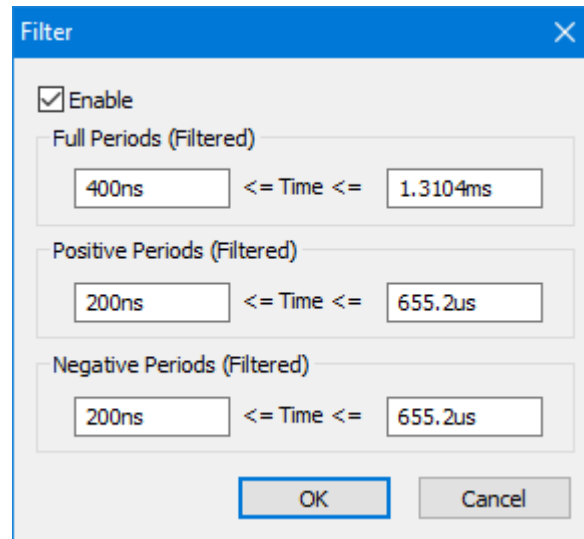 Filter
Enable
Full Periods (Filtered)
400ns <= Time <= 1.3104ms
Positive Periods (Filtered)
200ns <= Time <= 655.2us
Negative Periods (Filtered)
200ns <= Time <= 655.2us
OK Cancel